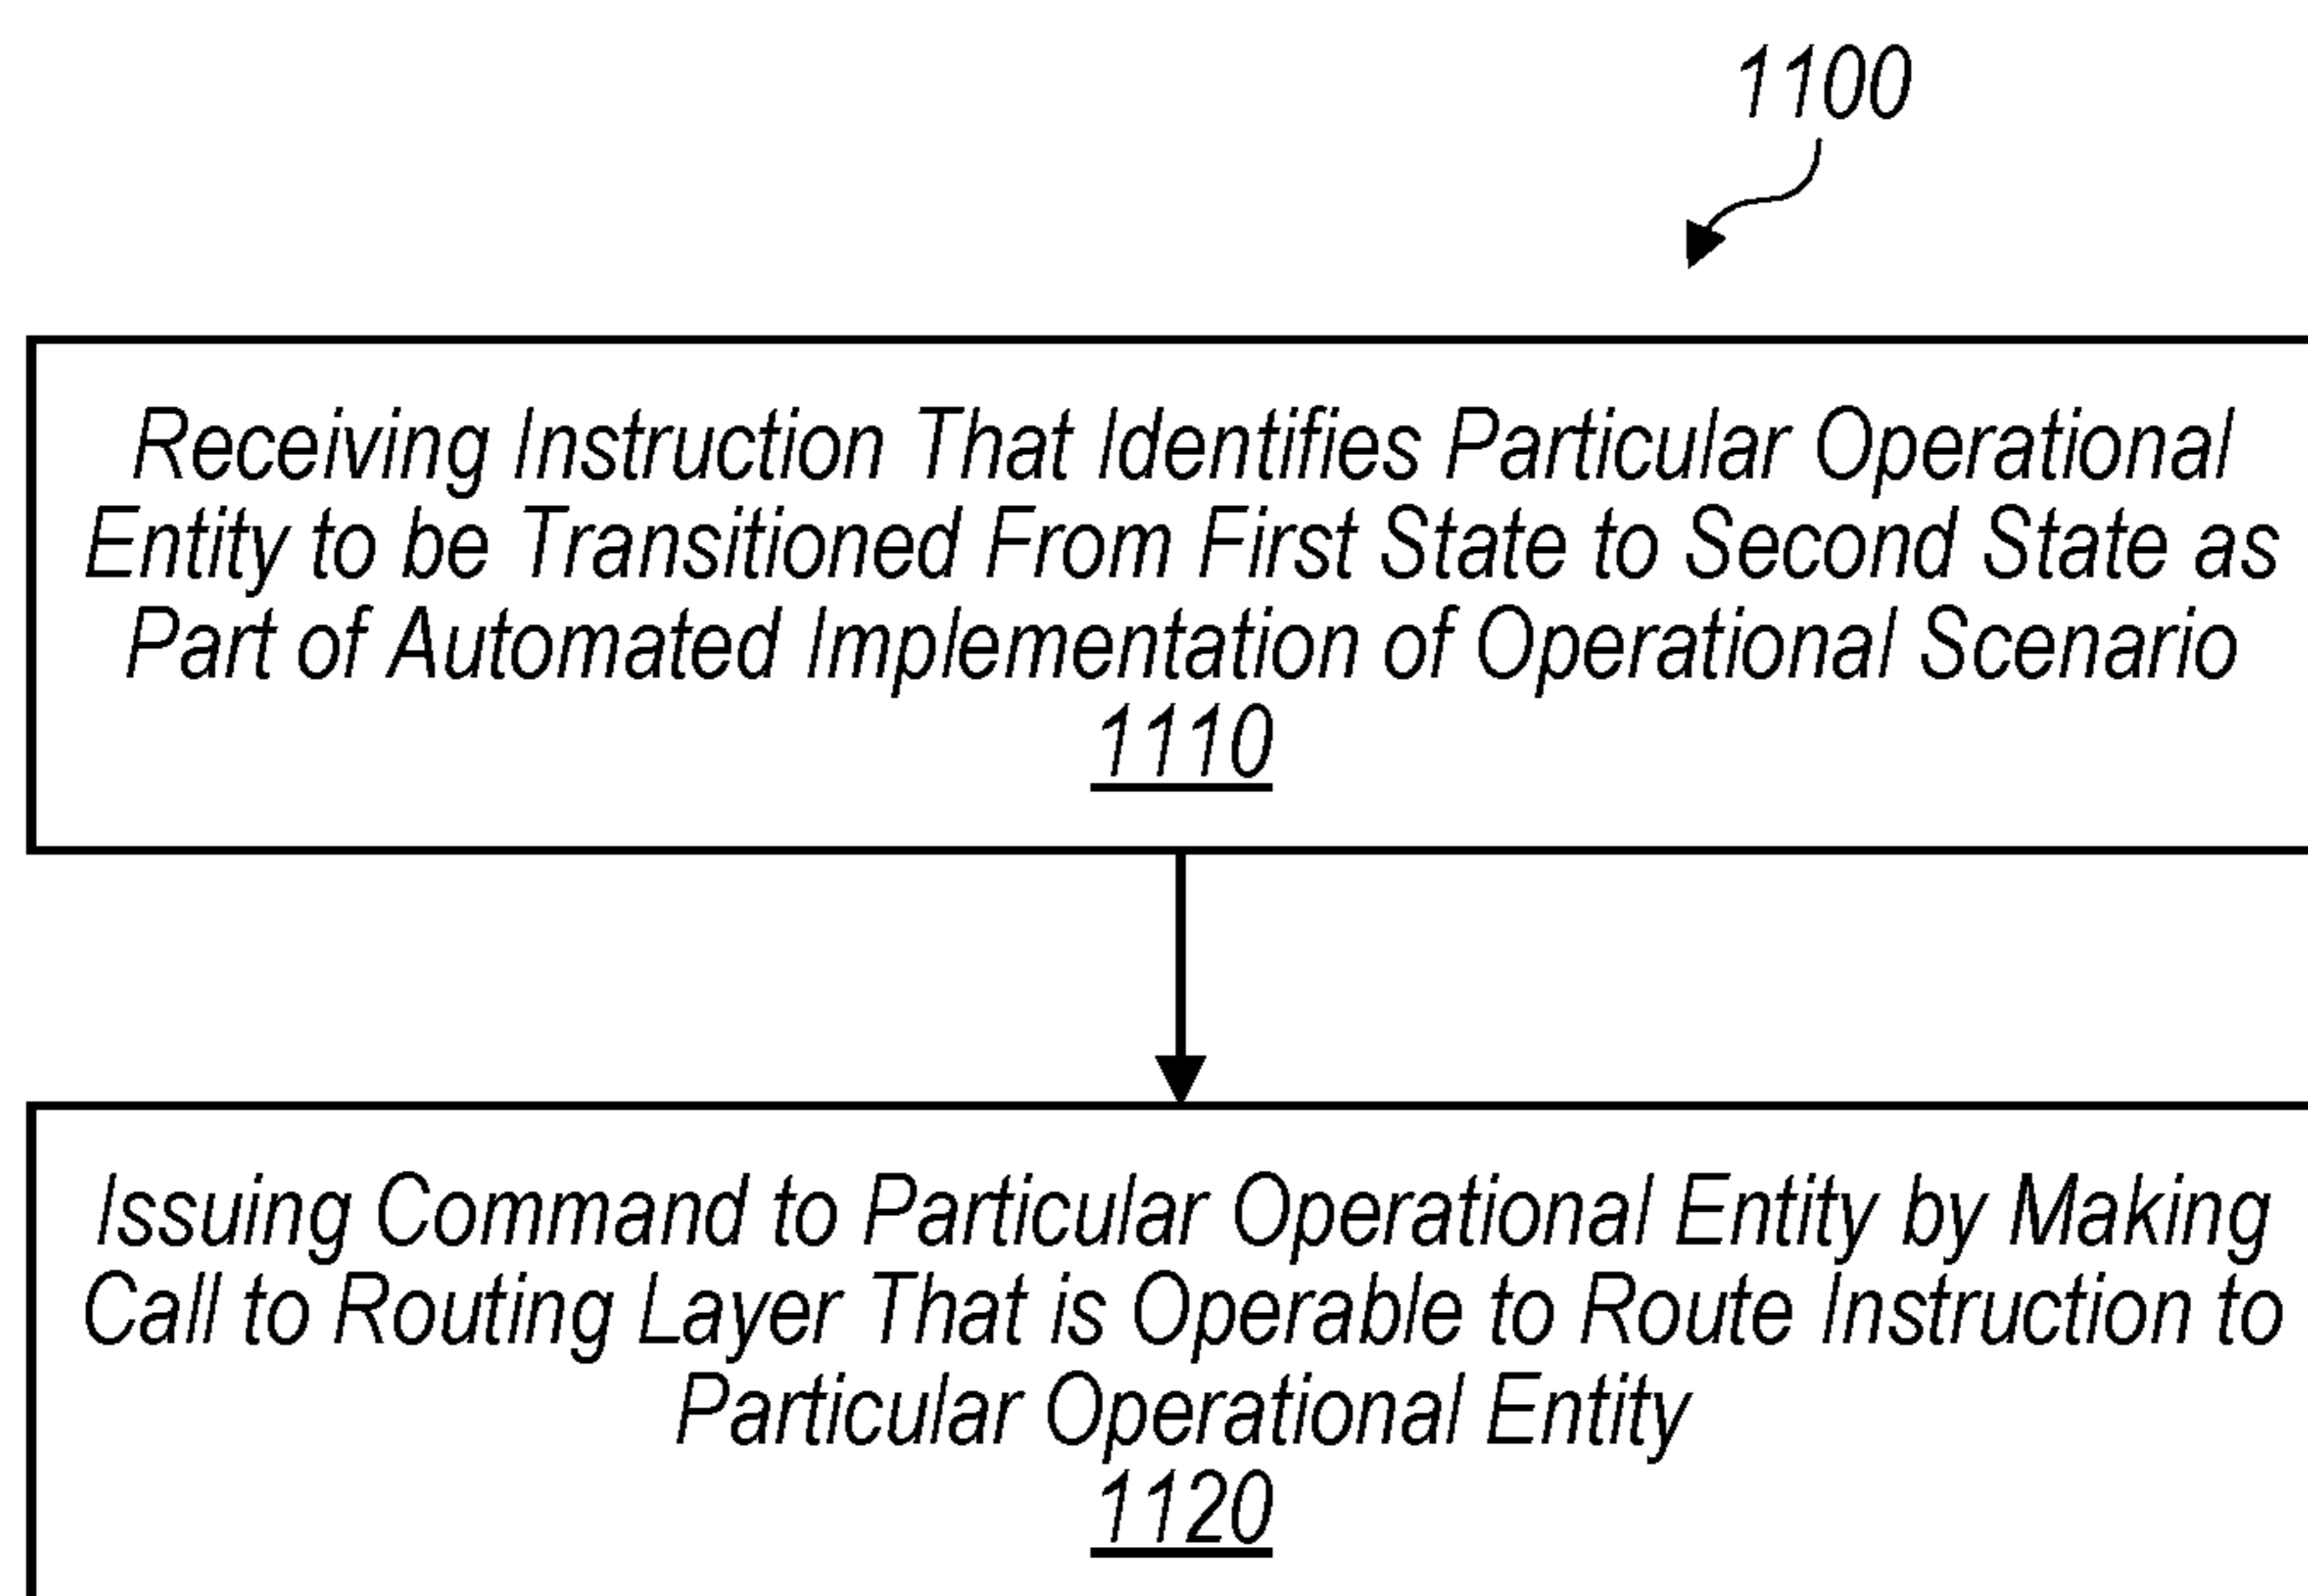 1100
Receiving Instruction That Identifies Particular Operational
Entity to be Transitioned From First State to Second State as
Part of Automated Implementation of Operational Scenario
1110
Issuing Command to Particular Operational Entity by Making
Call to Routing Layer That is Operable to Route Instruction to
Particular Operational Entity
1120